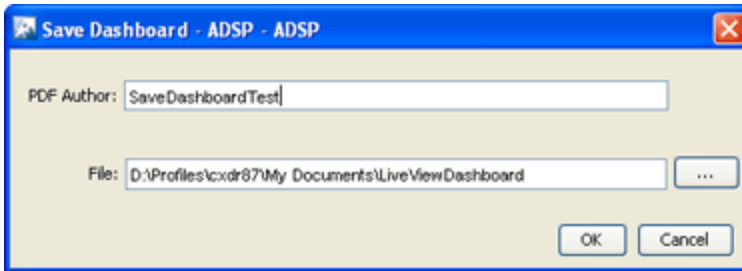 Save Dashboard - ADSP - ADSP
PDF Author: SaveDashboardTest
File: D:\Profiles\cxdr87\My Documents\LiveViewDashboard ...
OK Cancel